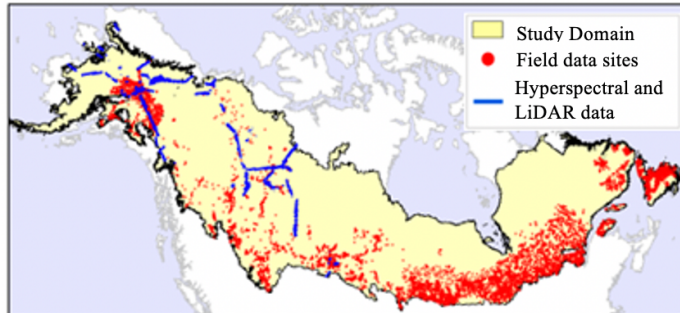 Study Domain
Field data sites
Hyperspectral and
LiDAR data